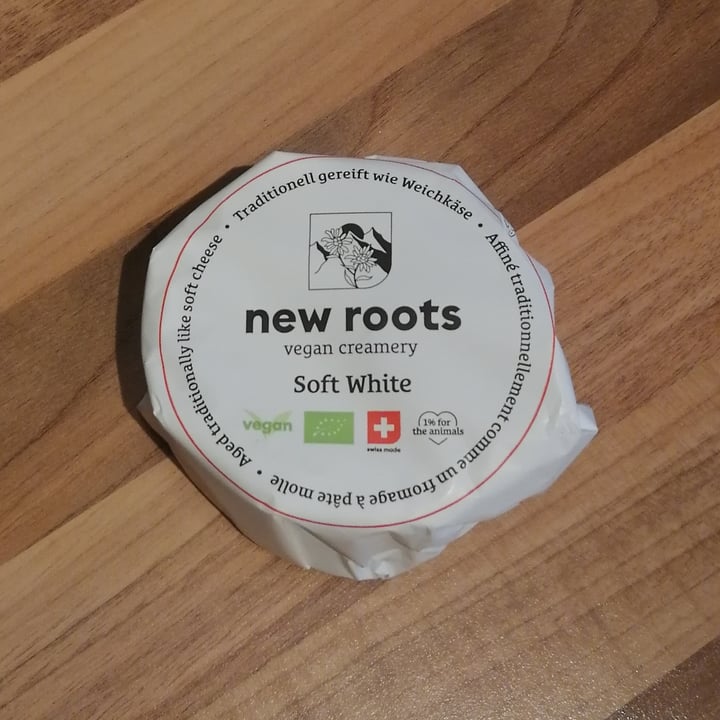 Traditionell gereift wie Weichkäse •
Affiné traditionnellement comme un fromage à pâte molle •
Aged traditionally like soft cheese •
new roots
vegan creamery
Soft White
vegan
swiss made
1% for
the animals